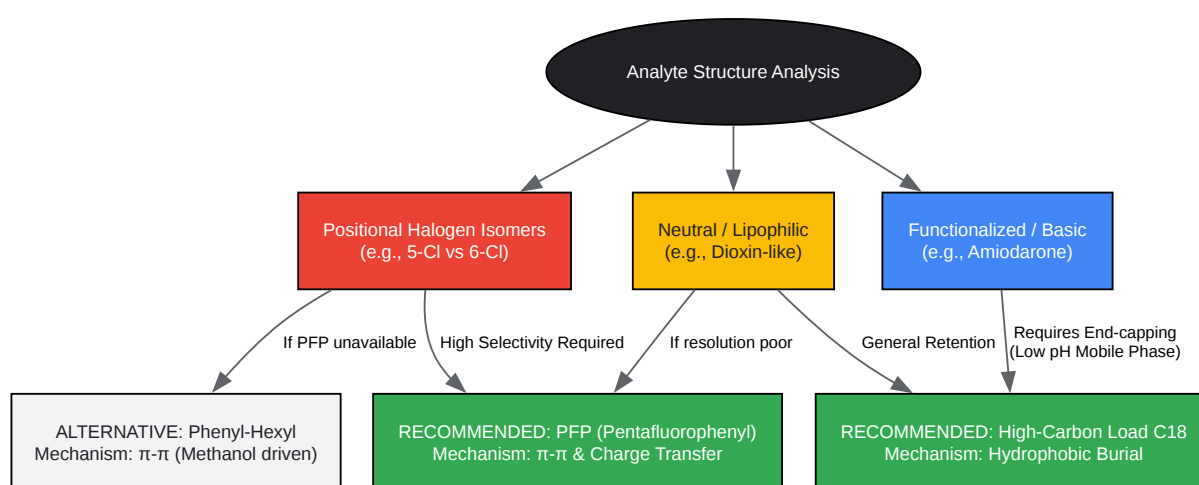 Analyte Structure Analysis
Positional Halogen Isomers
(e.g., 5-Cl vs 6-Cl)
Neutral / Lipophilic
(e.g., Dioxin-like)
Functionalized / Basic
(e.g., Amiodarone)
If PFP unavailable
High Selectivity Required
If resolution poor
General Retention
Requires End-capping
(Low pH Mobile Phase)
ALTERNATIVE: Phenyl-Hexyl
Mechanism: π-π (Methanol driven)
RECOMMENDED: PFP (Pentafluorophenyl)
Mechanism: π-π & Charge Transfer
RECOMMENDED: High-Carbon Load C18
Mechanism: Hydrophobic Burial